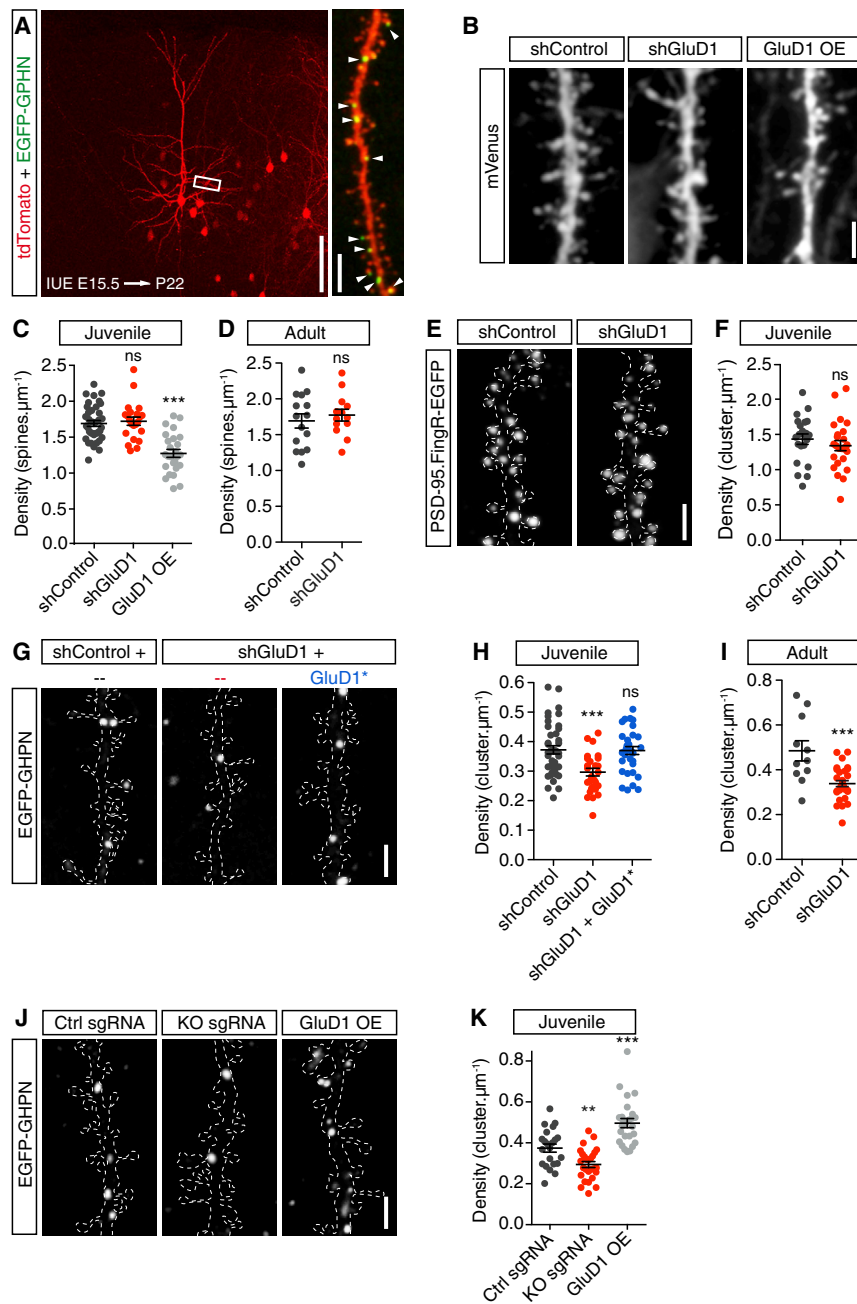 A
tdTomato + EGFP-GPHN
IUE E15.5 → P22
B
shControl
shGluD1
GluD1 OE
mVenus
C
Juvenile
Density (spines.µm⁻¹)
2.5
2.0
1.5
1.0
0.5
0.0
ns
***
shControl
shGluD1
GluD1 OE
D
Adult
Density (spines.µm⁻¹)
2.5
2.0
1.5
1.0
0.5
0.0
ns
shControl
shGluD1
E
shControl
shGluD1
PSD-95.FingR-EGFP
F
Juvenile
Density (cluster.µm⁻¹)
2.5
2.0
1.5
1.0
0.5
0.0
ns
shControl
shGluD1
G
shControl +
shGluD1 +
--
--
GluD1*
EGFP-GHPN
H
Juvenile
Density (cluster.µm⁻¹)
0.6
0.5
0.4
0.3
0.2
0.1
0.0
***
ns
shControl
shGluD1
shGluD1 + GluD1*
I
Adult
Density (cluster.µm⁻¹)
0.8
0.6
0.4
0.2
0.0
***
shControl
shGluD1
J
Ctrl sgRNA
KO sgRNA
GluD1 OE
EGFP-GHPN
K
Juvenile
Density (cluster.µm⁻¹)
0.8
0.6
0.4
0.2
0.0
**
***
Ctrl sgRNA
KO sgRNA
GluD1 OE